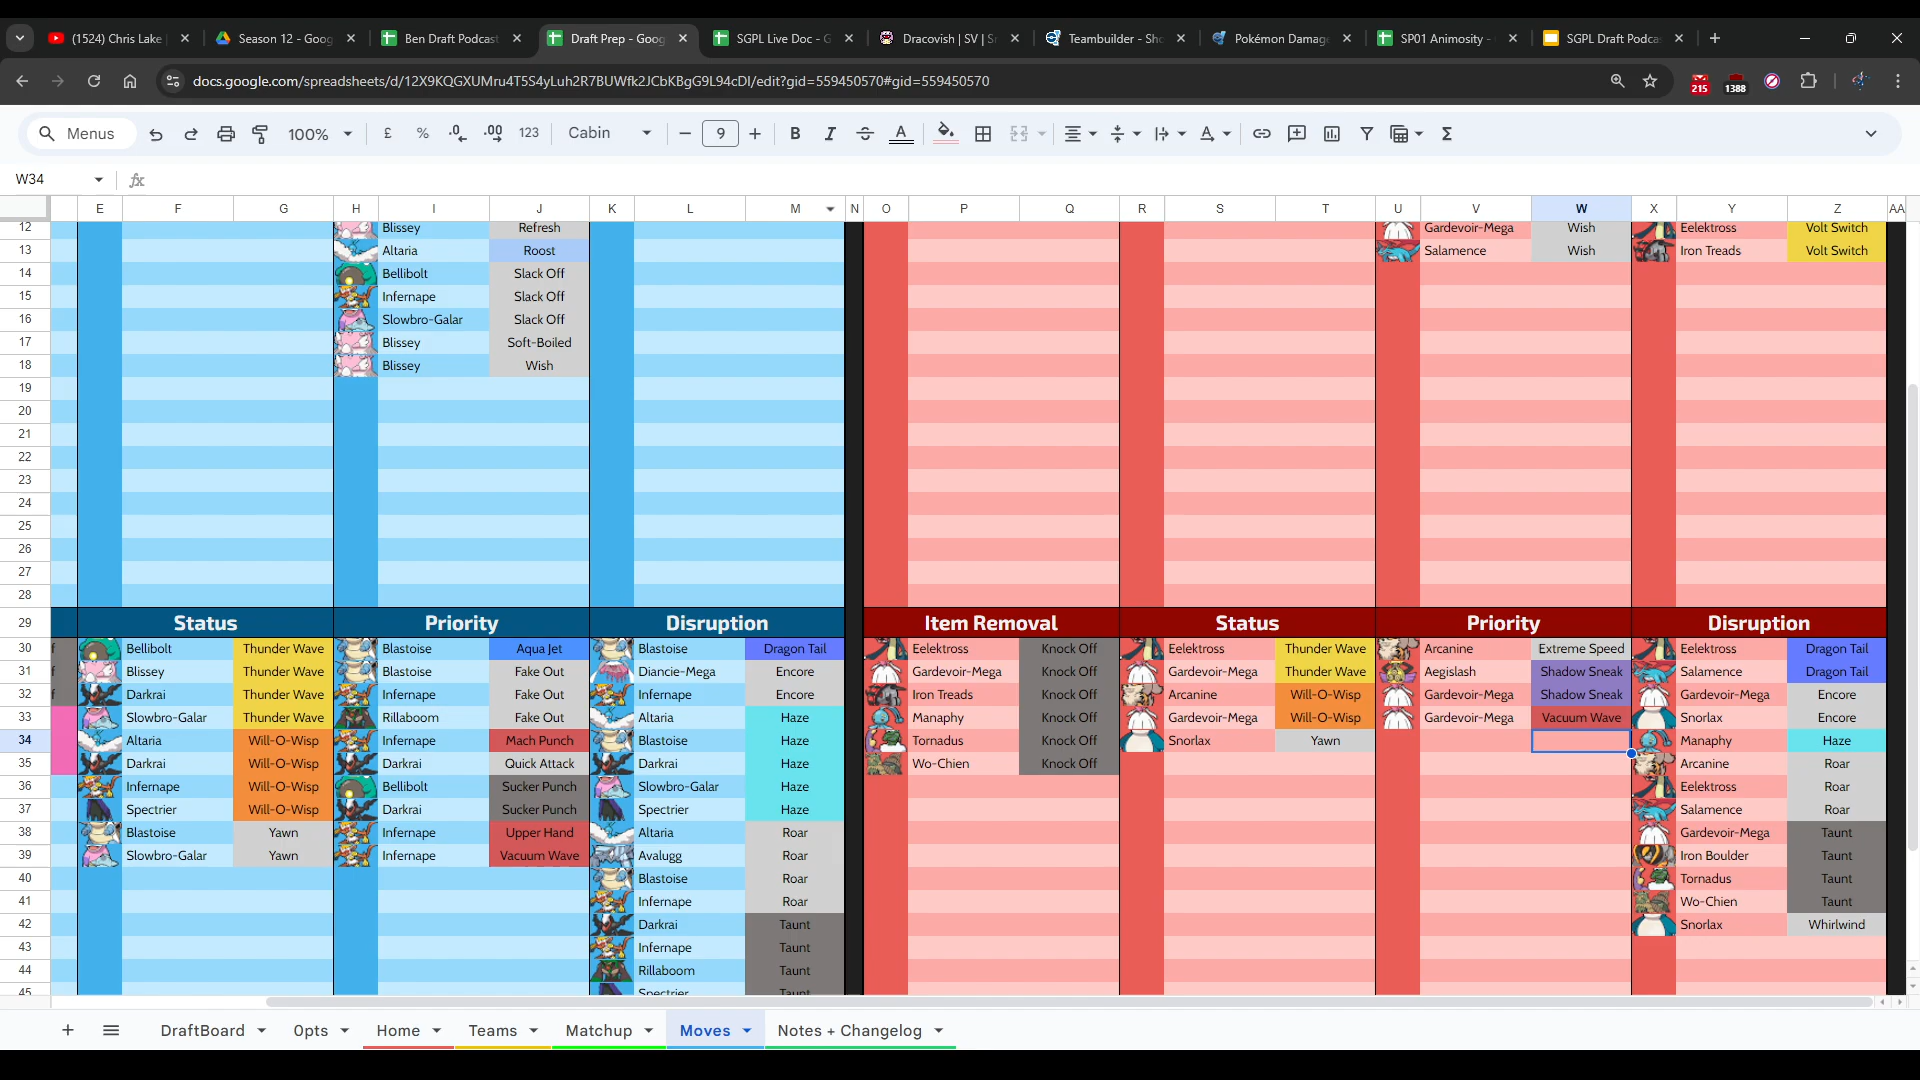 (1524) Chris Lake
Season 12 - Goog
Ben Draft Podcast
Draft Prep - Goog
SGPL Live Doc - G
Dracovish | SV | S
Teambuilder - Sho
Pokémon Damag
SP01 Animosity -
SGPL Draft Podca
docs.google.com/spreadsheets/d/12X9KQGXUMru4T5S4yLuh2R7BUWfk2JCbKBgG9L94cDI/edit?gid=559450570#gid=559450570
215
1388
Menus
100%
£
%
.0
.00
123
Cabin
9
B
I
S
A
W34
fx
E F G H I J K L M N O P Q R S T U V W X Y Z AA
12 Blissey Refresh Gardevoir-Mega Wish Eelektross Volt Switch
13 Altaria Roost Salamence Wish Iron Treads Volt Switch
14 Bellibolt Slack Off
15 Infernape Slack Off
16 Slowbro-Galar Slack Off
17 Blissey Soft-Boiled
18 Blissey Wish
19
20
21
22
23
24
25
26
27
28
29 Status Priority Disruption Item Removal Status Priority Disruption
30 f Bellibolt Thunder Wave Blastoise Aqua Jet Blastoise Dragon Tail Eelektross Knock Off Eelektross Thunder Wave Arcanine Extreme Speed Eelektross Dragon Tail
31 f Blissey Thunder Wave Blastoise Fake Out Diancie-Mega Encore Gardevoir-Mega Knock Off Gardevoir-Mega Thunder Wave Aegislash Shadow Sneak Salamence Dragon Tail
32 f Darkrai Thunder Wave Infernape Fake Out Infernape Encore Iron Treads Knock Off Arcanine Will-O-Wisp Gardevoir-Mega Shadow Sneak Gardevoir-Mega Encore
33 Slowbro-Galar Thunder Wave Rillaboom Fake Out Altaria Haze Manaphy Knock Off Gardevoir-Mega Will-O-Wisp Gardevoir-Mega Vacuum Wave Snorlax Encore
34 Altaria Will-O-Wisp Infernape Mach Punch Blastoise Haze Tornadus Knock Off Snorlax Yawn Manaphy Haze
35 Darkrai Will-O-Wisp Darkrai Quick Attack Darkrai Haze Wo-Chien Knock Off Arcanine Roar
36 Infernape Will-O-Wisp Bellibolt Sucker Punch Slowbro-Galar Haze Eelektross Roar
37 Spectrier Will-O-Wisp Darkrai Sucker Punch Spectrier Haze Salamence Roar
38 Blastoise Yawn Infernape Upper Hand Altaria Roar Gardevoir-Mega Taunt
39 Slowbro-Galar Yawn Infernape Vacuum Wave Avalugg Roar Iron Boulder Taunt
40 Blastoise Roar Tornadus Taunt
41 Infernape Roar Wo-Chien Taunt
42 Darkrai Taunt Snorlax Whirlwind
43 Infernape Taunt
44 Rillaboom Taunt
45 Spectrier Taunt
DraftBoard
Opts
Home
Teams
Matchup
Moves
Notes + Changelog